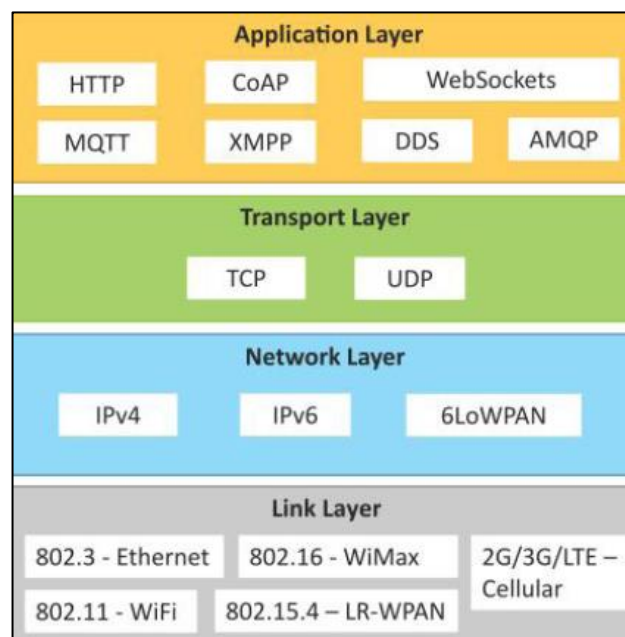 Application Layer
HTTP
CoAP
WebSockets
MQTT
XMPP
DDS
AMQP
Transport Layer
TCP
UDP
Network Layer
IPv4
IPv6
6LoWPAN
Link Layer
802.3 - Ethernet
802.16 - WiMax
2G/3G/LTE –
Cellular
802.11 - WiFi
802.15.4 – LR-WPAN